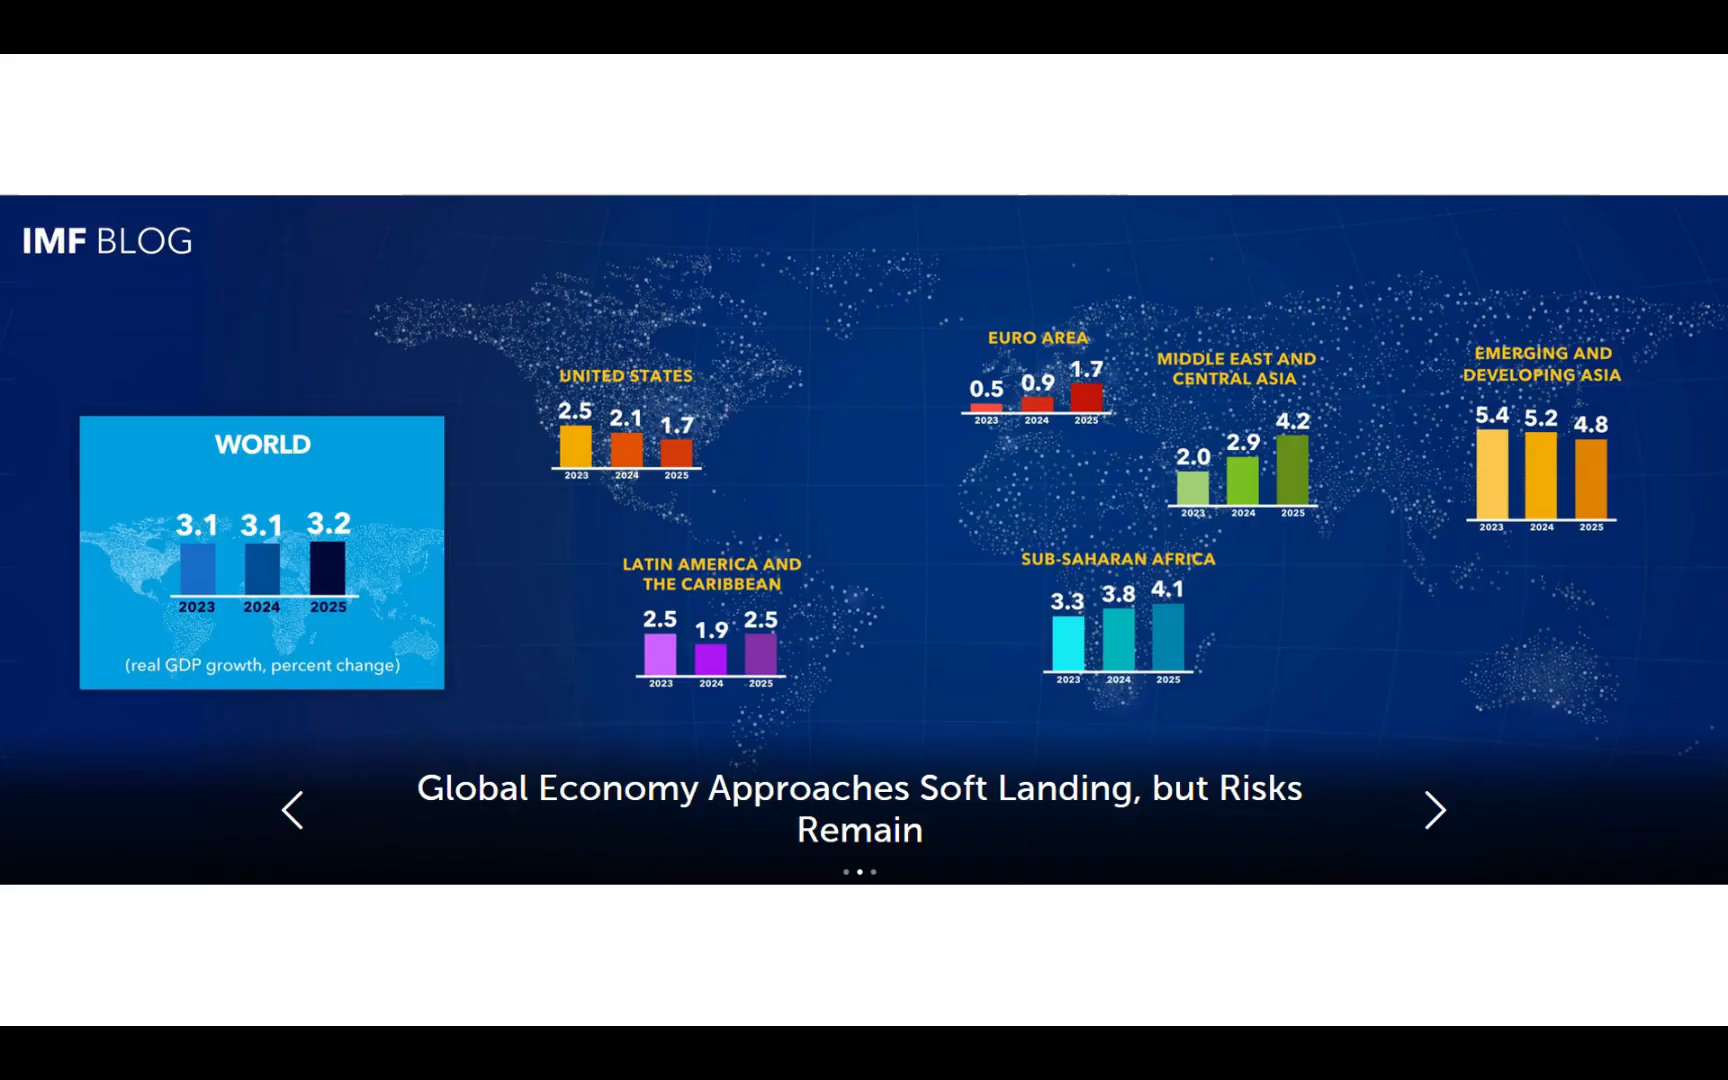 IMF BLOG
WORLD
3.1 3.1 3.2
2023 2024 2025
(real GDP growth, percent change)
UNITED STATES
2.5 2.1 1.7
2023 2024 2025
LATIN AMERICA AND
THE CARIBBEAN
2.5 1.9 2.5
2023 2024 2025
EURO AREA
0.5 0.9 1.7
2023 2024 2025
MIDDLE EAST AND
CENTRAL ASIA
2.0 2.9 4.2
2023 2024 2025
SUB-SAHARAN AFRICA
3.3 3.8 4.1
2023 2024 2025
EMERGING AND
DEVELOPING ASIA
5.4 5.2 4.8
2023 2024 2025
Global Economy Approaches Soft Landing, but Risks
Remain